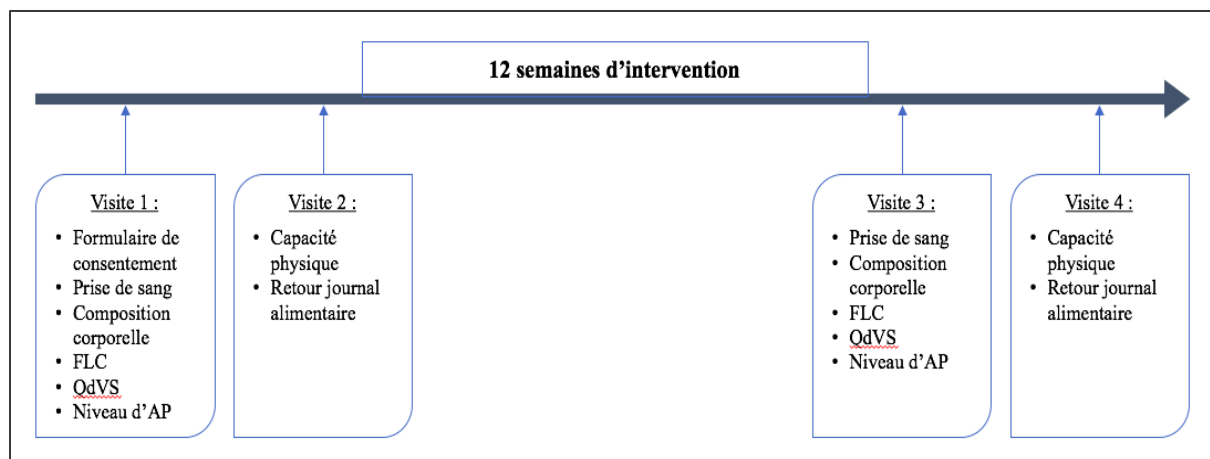 12 semaines d'intervention
Visite 1 :
• Formulaire de
consentement
• Prise de sang
• Composition
corporelle
• FLC
• QdVS
• Niveau d'AP
Visite 2 :
• Capacité
physique
• Retour journal
alimentaire
Visite 3 :
• Prise de sang
• Composition
corporelle
• FLC
• QdVS
• Niveau d'AP
Visite 4 :
• Capacité
physique
• Retour journal
alimentaire